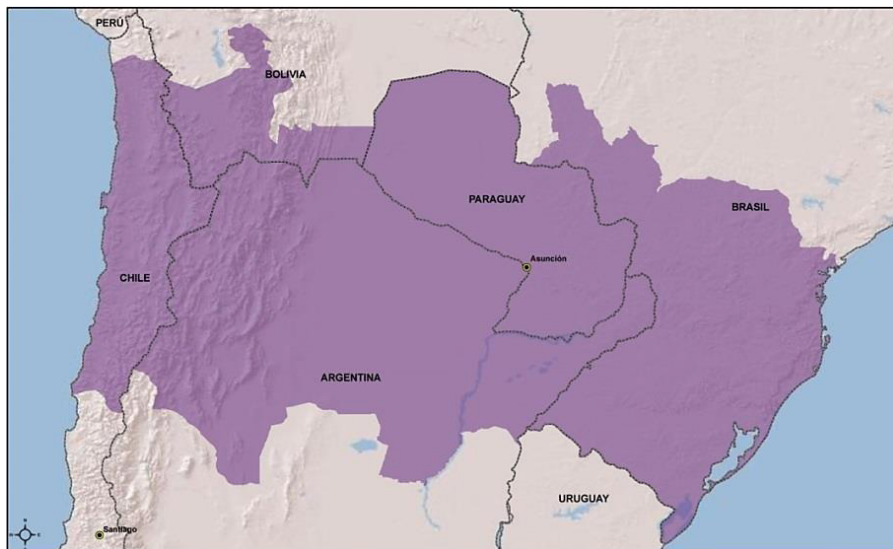 PERÚ
BOLIVIA
PARAGUAY
BRASIL
Asunción
CHILE
ARGENTINA
URUGUAY
Santiago